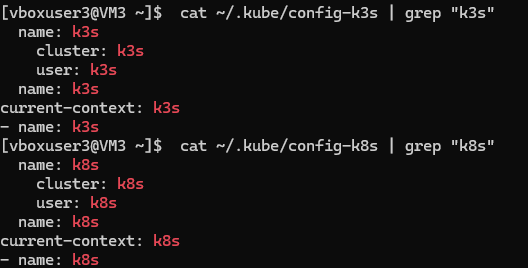 [vboxuser3@VM3 ~]$  cat ~/.kube/config-k3s | grep "k3s"
  name: k3s
    cluster: k3s
    user: k3s
  name: k3s
current-context: k3s
- name: k3s
[vboxuser3@VM3 ~]$  cat ~/.kube/config-k8s | grep "k8s"
  name: k8s
    cluster: k8s
    user: k8s
  name: k8s
current-context: k8s
- name: k8s